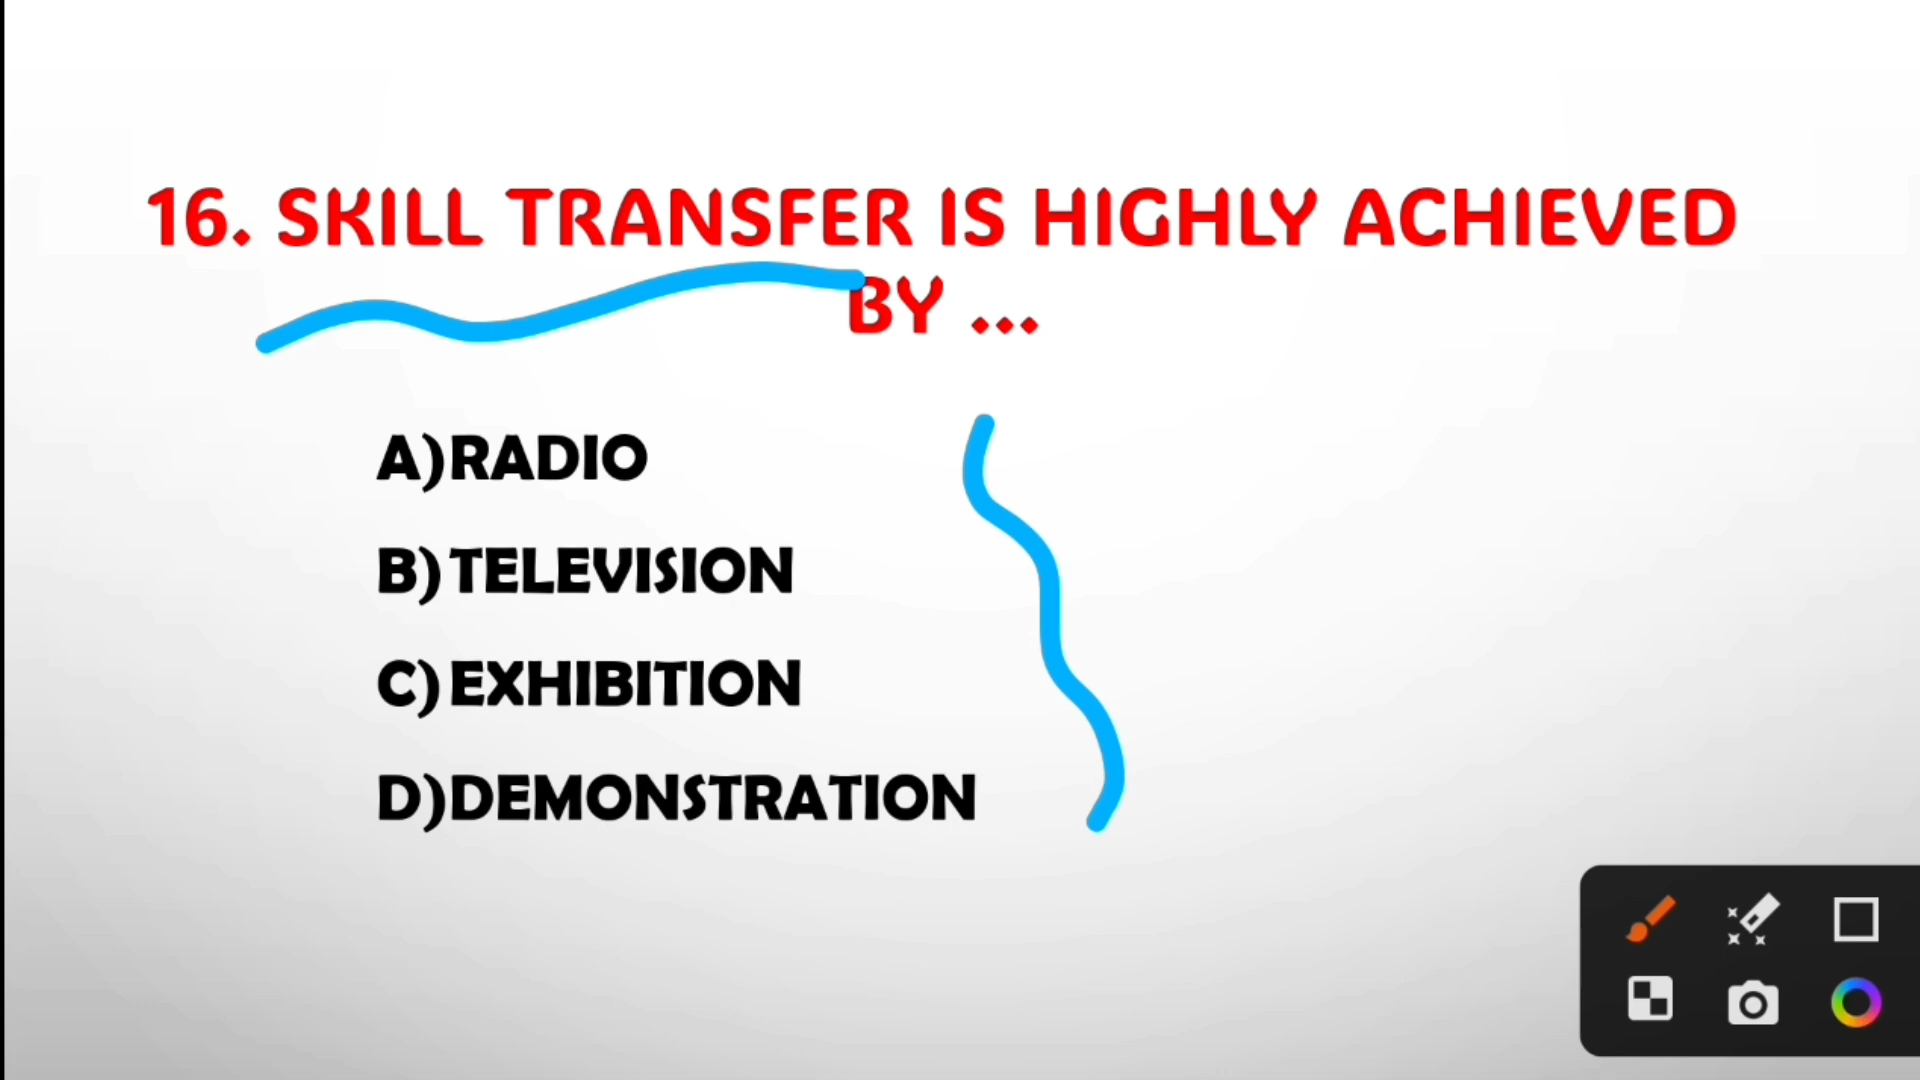 16. SKILL TRANSFER IS HIGHLY ACHIEVED
BY ...
A) RADIO
B) TELEVISION
C) EXHIBITION
D) DEMONSTRATION